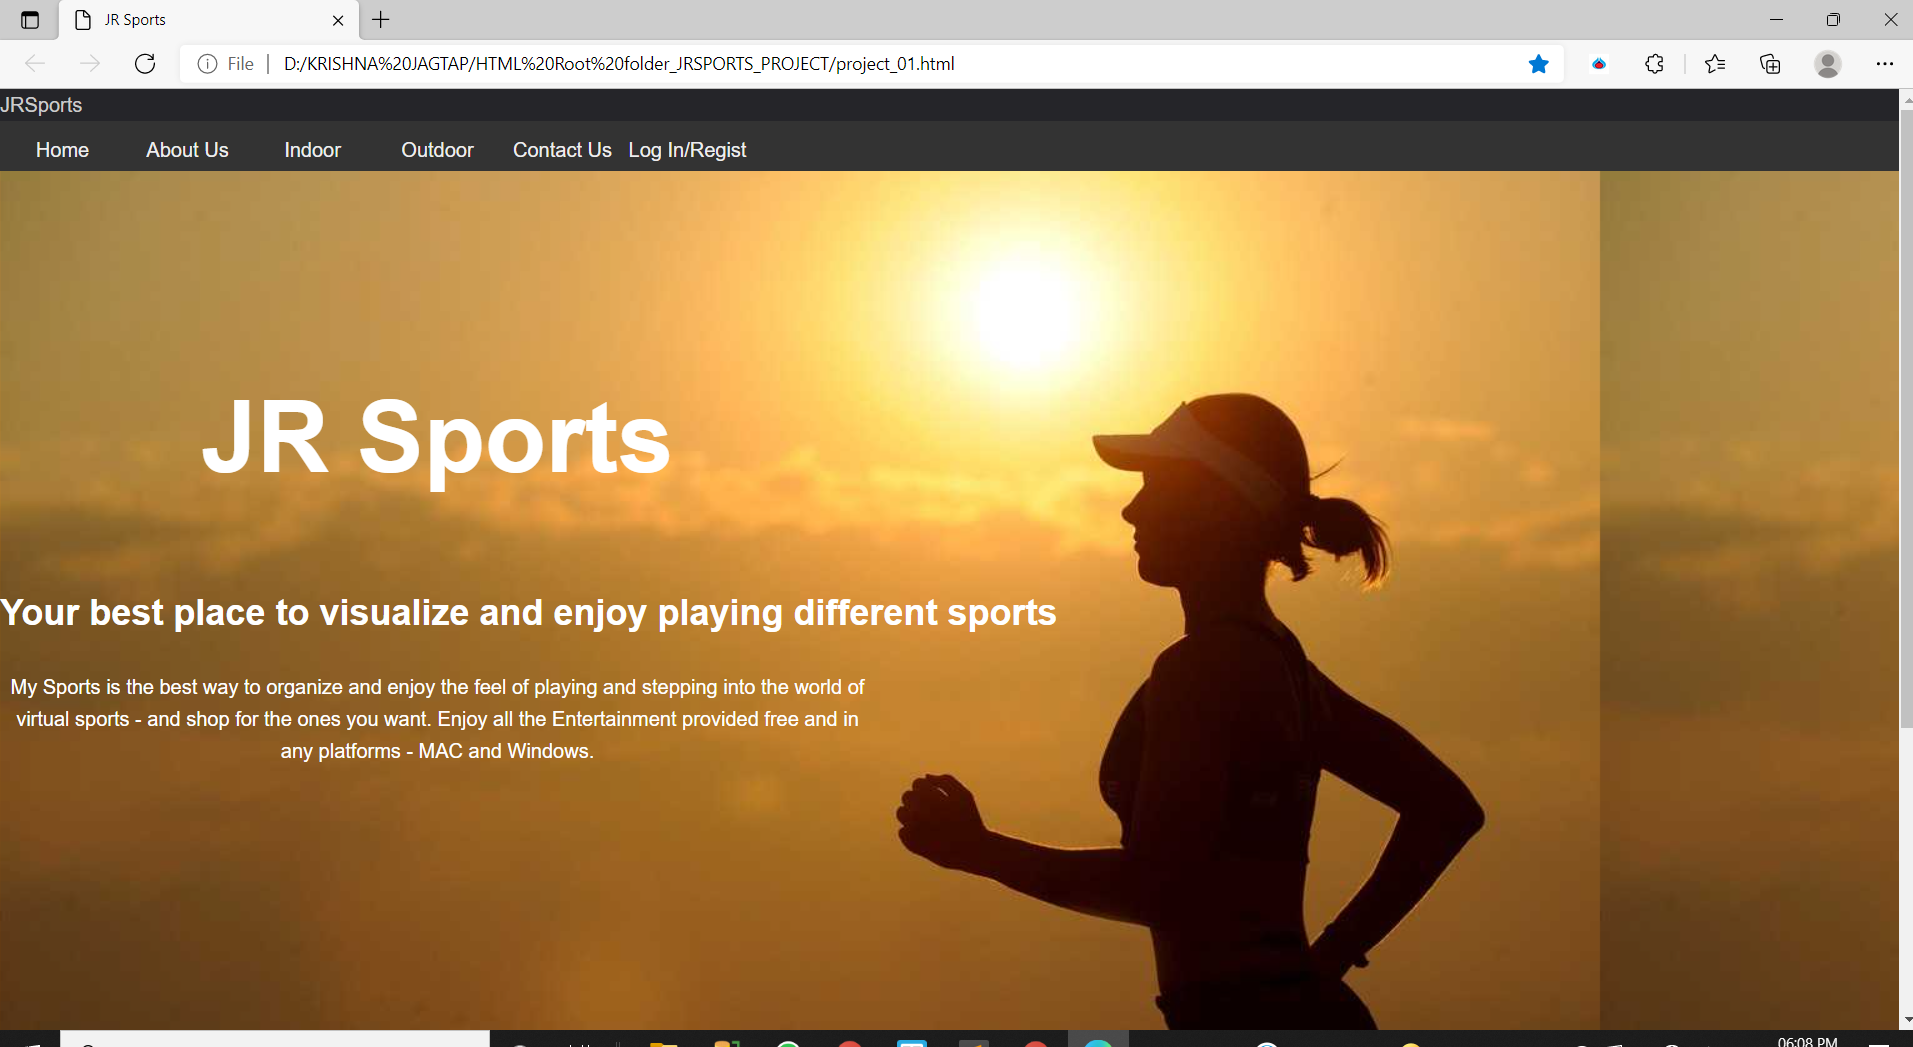 JR Sports
File
D:/KRISHNA%20JAGTAP/HTML%20Root%20folder_JRSPORTS_PROJECT/project_01.html
JRSports
Home About Us Indoor Outdoor Contact Us Log In/Regist
JR Sports
Your best place to visualize and enjoy playing different sports
My Sports is the best way to organize and enjoy the feel of playing and stepping into the world of
virtual sports - and shop for the ones you want. Enjoy all the Entertainment provided free and in
any platforms - MAC and Windows.
06:08 PM